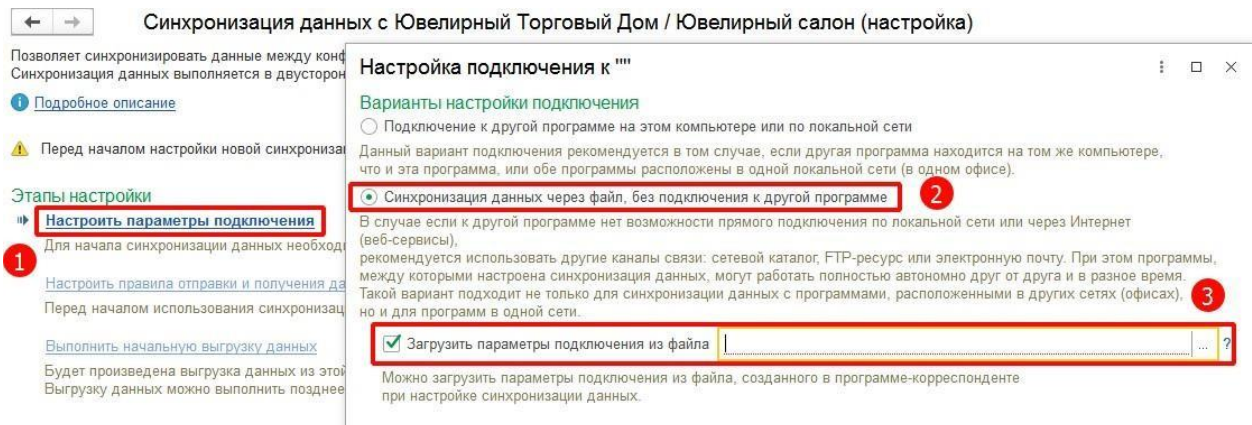 Синхронизация данных с Ювелирный Торговый Дом / Ювелирный салон (настройка)
Позволяет синхронизировать данные между конф
Синхронизация данных выполняется в двусторон
Подробное описание
Перед началом настройки новой синхрониза
Этапы настройки
Настроить параметры подключения
1
Для начала синхронизации данных необход
Настроить правила отправки и получения да
Перед началом использования синхронизац
Выполнить начальную выгрузку данных
Будет произведена выгрузка данных из этой
Выгрузку данных можно выполнить позднее
Настройка подключения к ""
Варианты настройки подключения
Подключение к другой программе на этом компьютере или по локальной сети
Данный вариант подключения рекомендуется в том случае, если другая программа находится на том же компьютере,
что и эта программа, или обе программы расположены в одной локальной сети (в одном офисе).
Синхронизация данных через файл, без подключения к другой программе
2
В случае если к другой программе нет возможности прямого подключения по локальной сети или через Интернет
(веб-сервисы),
рекомендуется использовать другие каналы связи: сетевой каталог, FTP-ресурс или электронную почту. При этом программы,
между которыми настроена синхронизация данных, могут работать полностью автономно друг от друга и в разное время.
Такой вариант подходит не только для синхронизации данных с программами, расположенными в других сетях (офисах),
но и для программ в одной сети.
3
Загрузить параметры подключения из файла ... ?
Можно загрузить параметры подключения из файла, созданного в программе-корреспонденте
при настройке синхронизации данных.